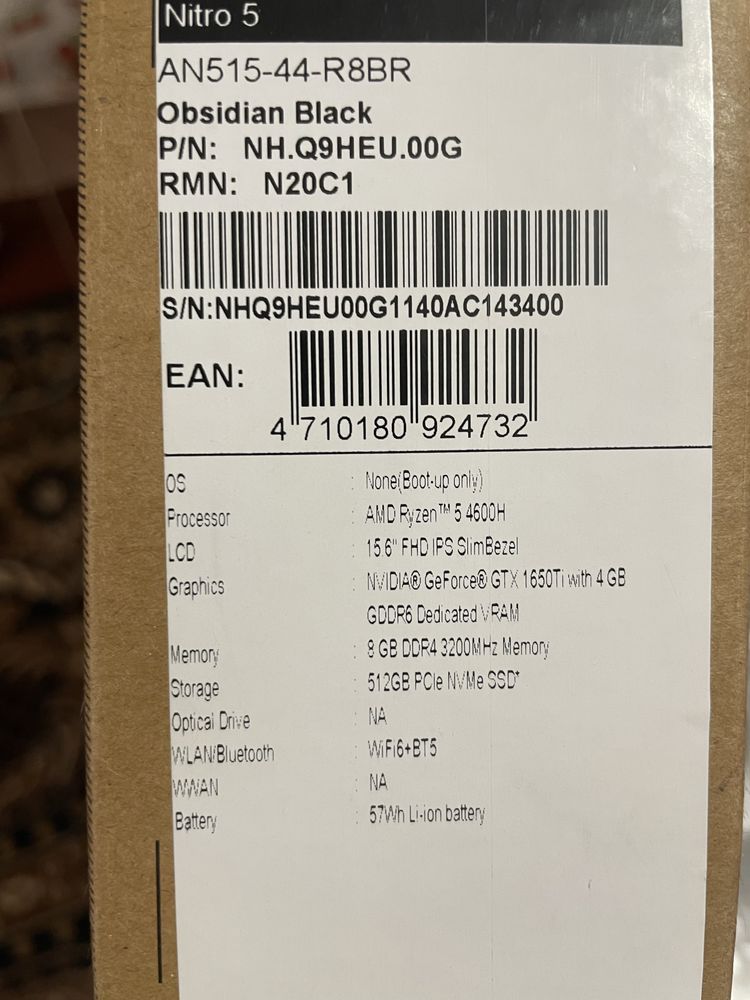 Nitro 5
AN515-44-R8BR
Obsidian Black
P/N: NH.Q9HEU.00G
RMN: N20C1
S/N:NHQ9HEU00G1140AC143400
EAN:
4 710180 924732
OS : None(Boot-up only)
Processor : AMD Ryzen™ 5 4600H
LCD : 15.6" FHD IPS SlimBezel
Graphics : NVIDIA® GeForce® GTX 1650Ti with 4 GB
GDDR6 Dedicated VRAM
Memory : 8 GB DDR4 3200MHz Memory
Storage : 512GB PCIe NVMe SSD*
Optical Drive : NA
WLAN/Bluetooth : WiFi6+BT5
WWAN : NA
Battery : 57Wh Li-ion battery